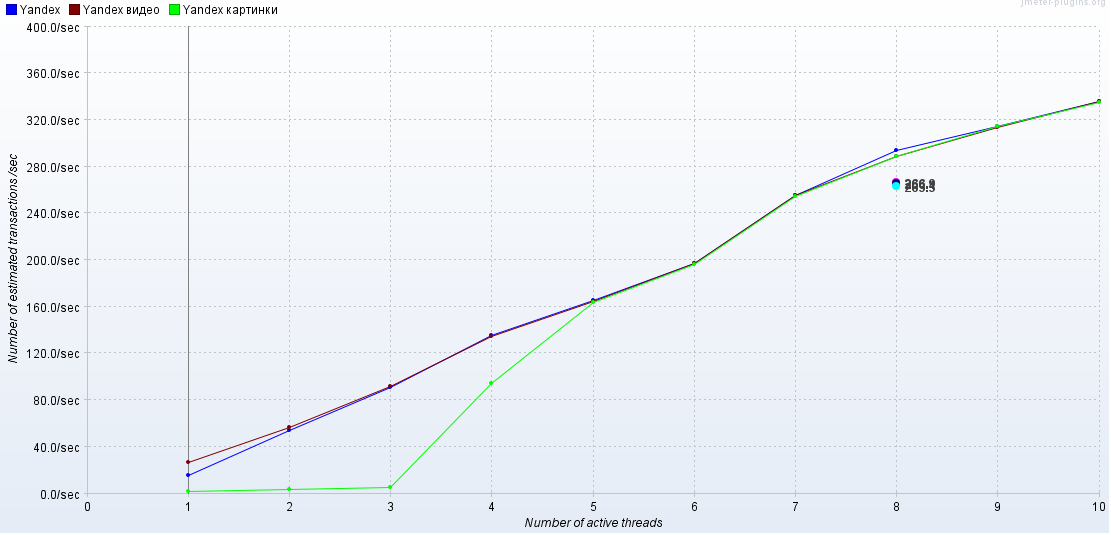 jmeter-plugins.org
Yandex Yandex видео Yandex картинки
400.0/sec
360.0/sec
320.0/sec
280.0/sec
240.0/sec
200.0/sec
160.0/sec
120.0/sec
80.0/sec
40.0/sec
0.0/sec
Number of estimated transactions /sec
266.9
0 1 2 3 4 5 6 7 8 9 10
Number of active threads